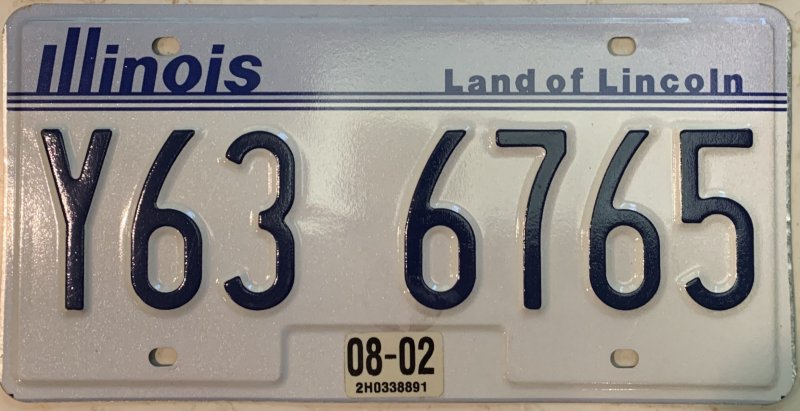 Illinois Land of Lincoln
Y63 6765
08-02
2H0338891